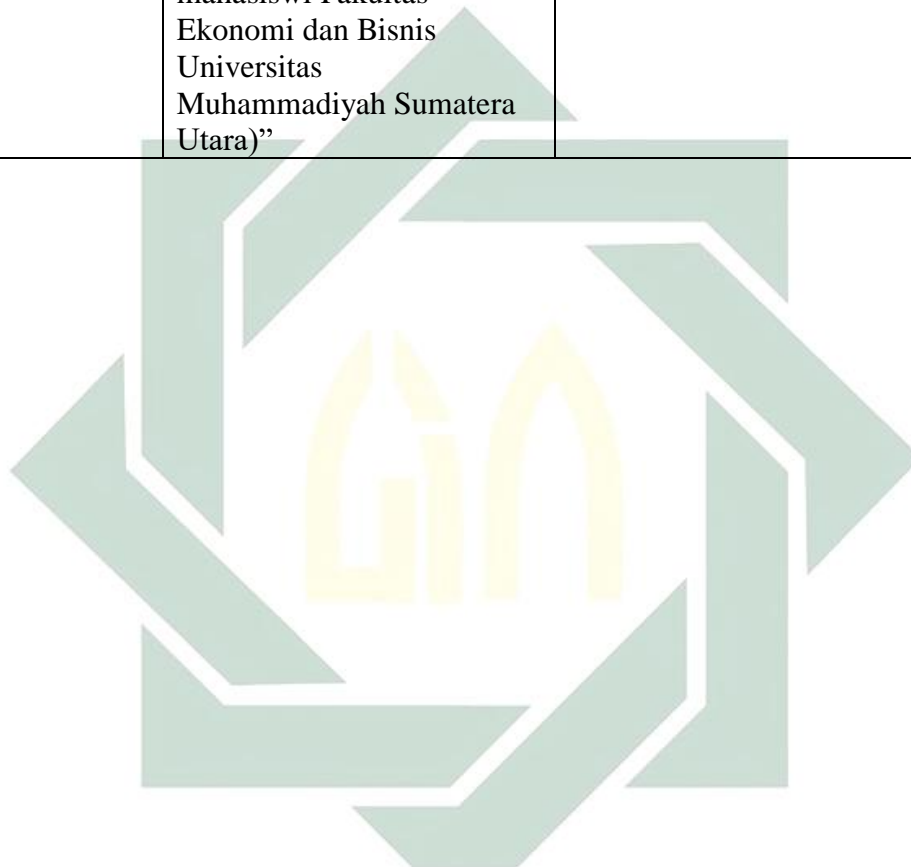 mahasiswi Fakultas
Ekonomi dan Bisnis
Universitas
Muhammadiyah Sumatera
Utara)”